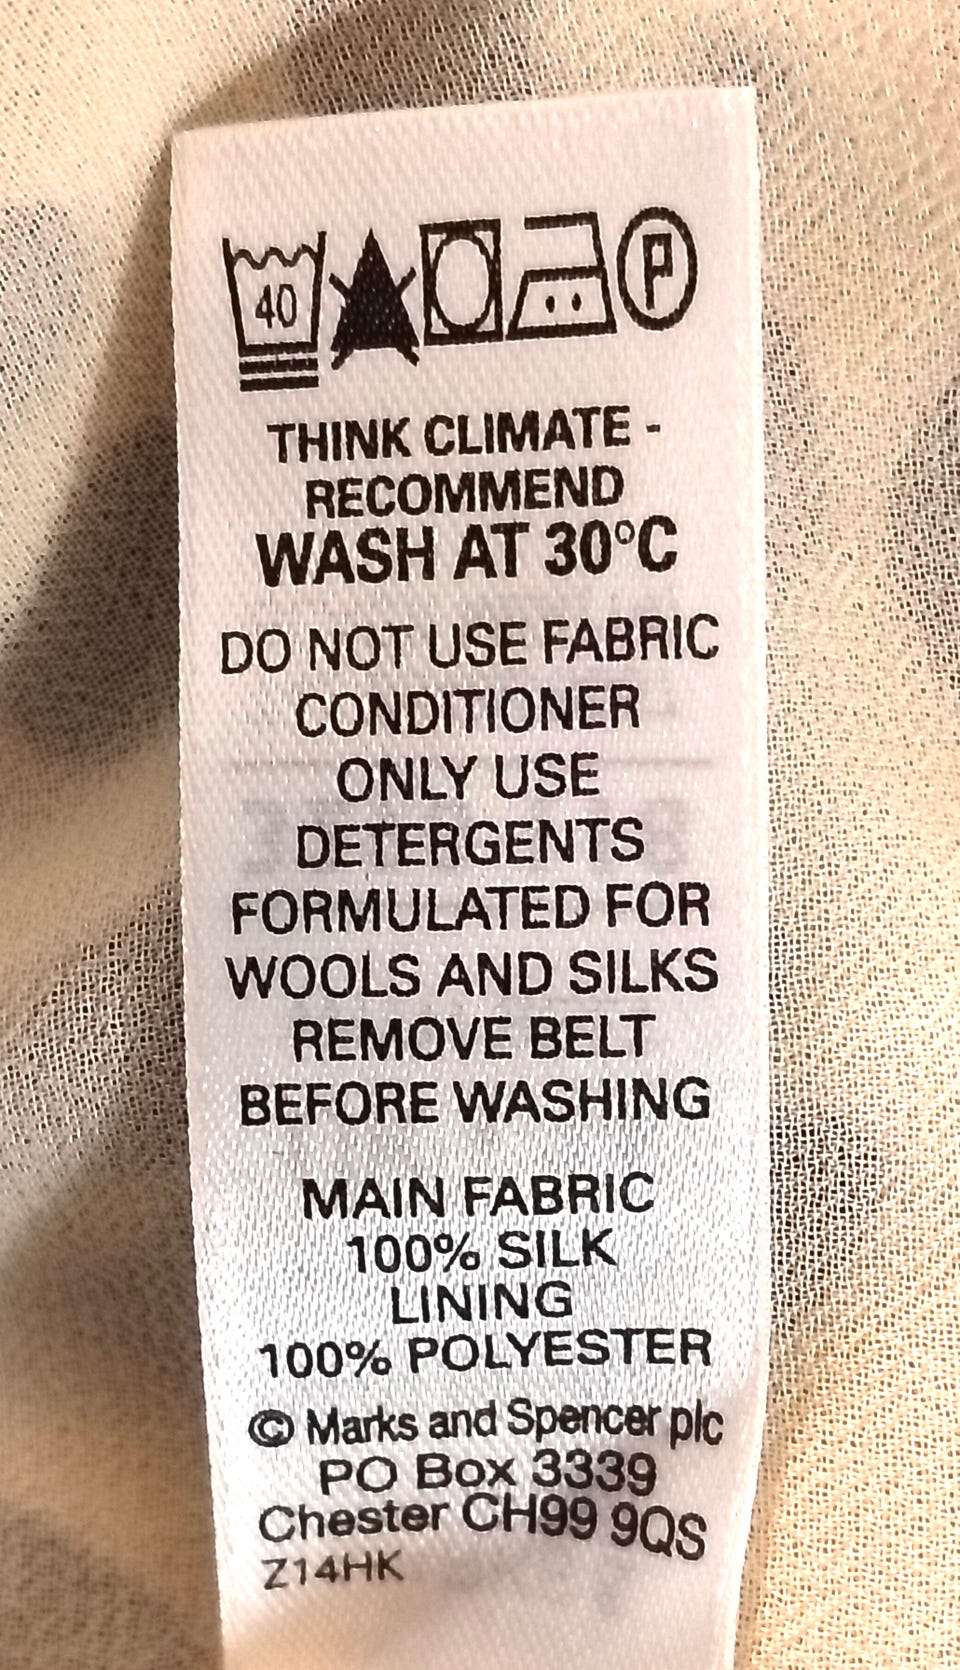 40 P
THINK CLIMATE -
RECOMMEND
WASH AT 30°C
DO NOT USE FABRIC
CONDITIONER
ONLY USE
DETERGENTS
FORMULATED FOR
WOOLS AND SILKS
REMOVE BELT
BEFORE WASHING
MAIN FABRIC
100% SILK
LINING
100% POLYESTER
© Marks and Spencer plc
PO Box 3339
Chester CH99 9QS
Z14HK